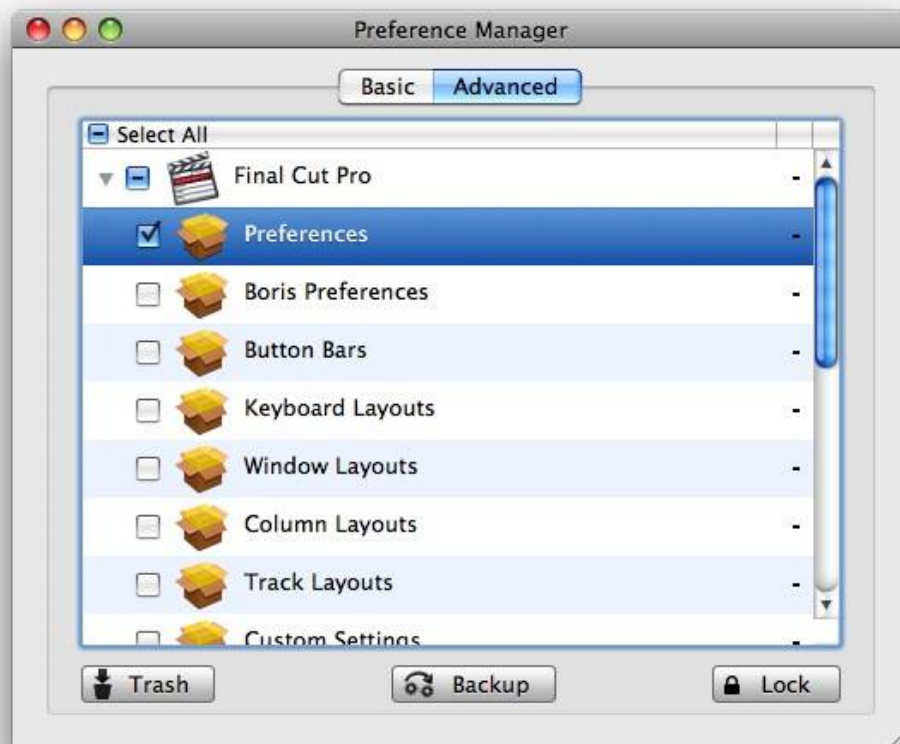 Preference Manager
Basic Advanced
Select All
Final Cut Pro -
Preferences -
Boris Preferences -
Button Bars -
Keyboard Layouts -
Window Layouts -
Column Layouts -
Track Layouts -
Custom Settings -
Trash Backup Lock